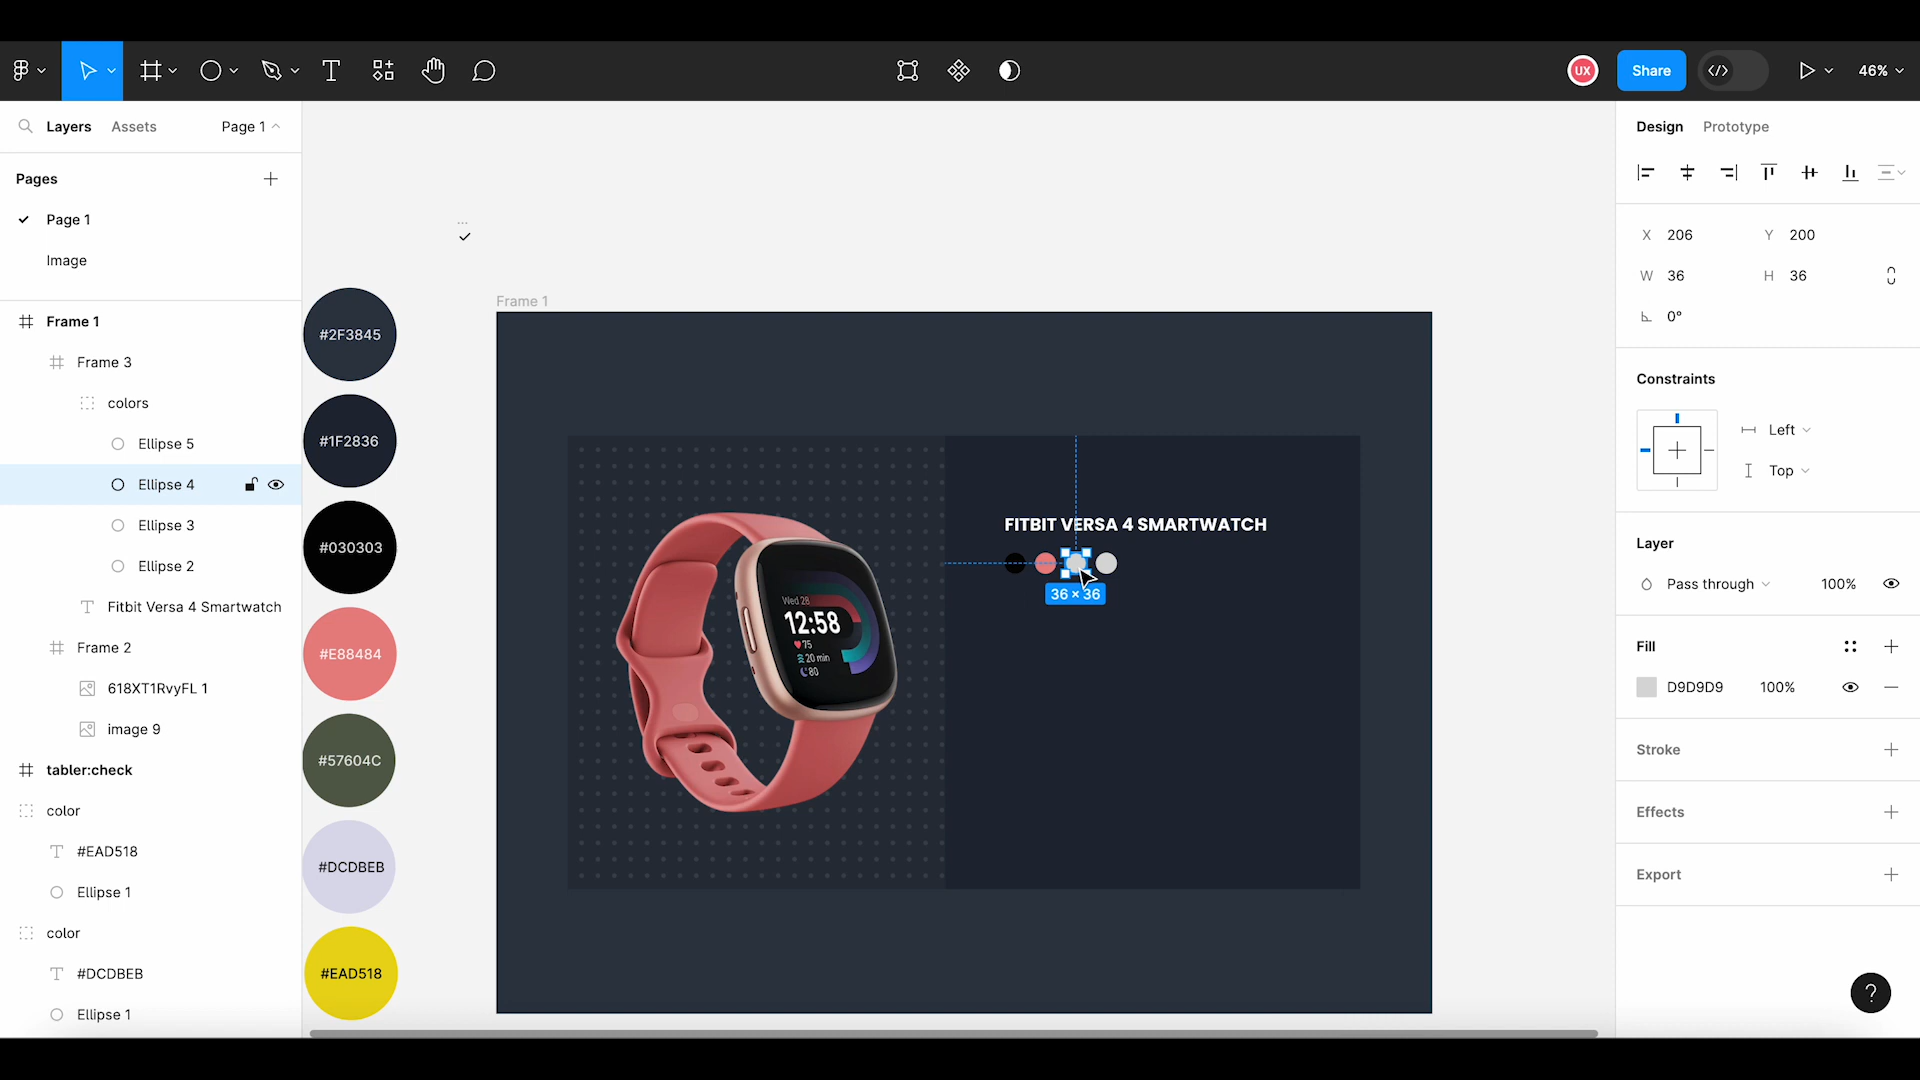 UX
Share
46%
Layers
Assets
Page 1
Pages
Page 1
Image
Frame 1
Frame 3
colors
Ellipse 5
Ellipse 4
Ellipse 3
Ellipse 2
Fitbit Versa 4 Smartwatch
Frame 2
618XT1RvyFL 1
image 9
tabler:check
color
#EAD518
Ellipse 1
color
#DCDBEB
Ellipse 1
...
#2F3845
#1F2836
#030303
#E88484
#57604C
#DCDBEB
#EAD518
Frame 1
Wed 28
12:58
75
20 min
80
FITBIT VERSA 4 SMARTWATCH
36 × 36
Design
Prototype
X 206 Y 200
W 36 H 36
0°
Constraints
Left
Top
Layer
Pass through 100%
Fill
D9D9D9 100%
Stroke
Effects
Export
?